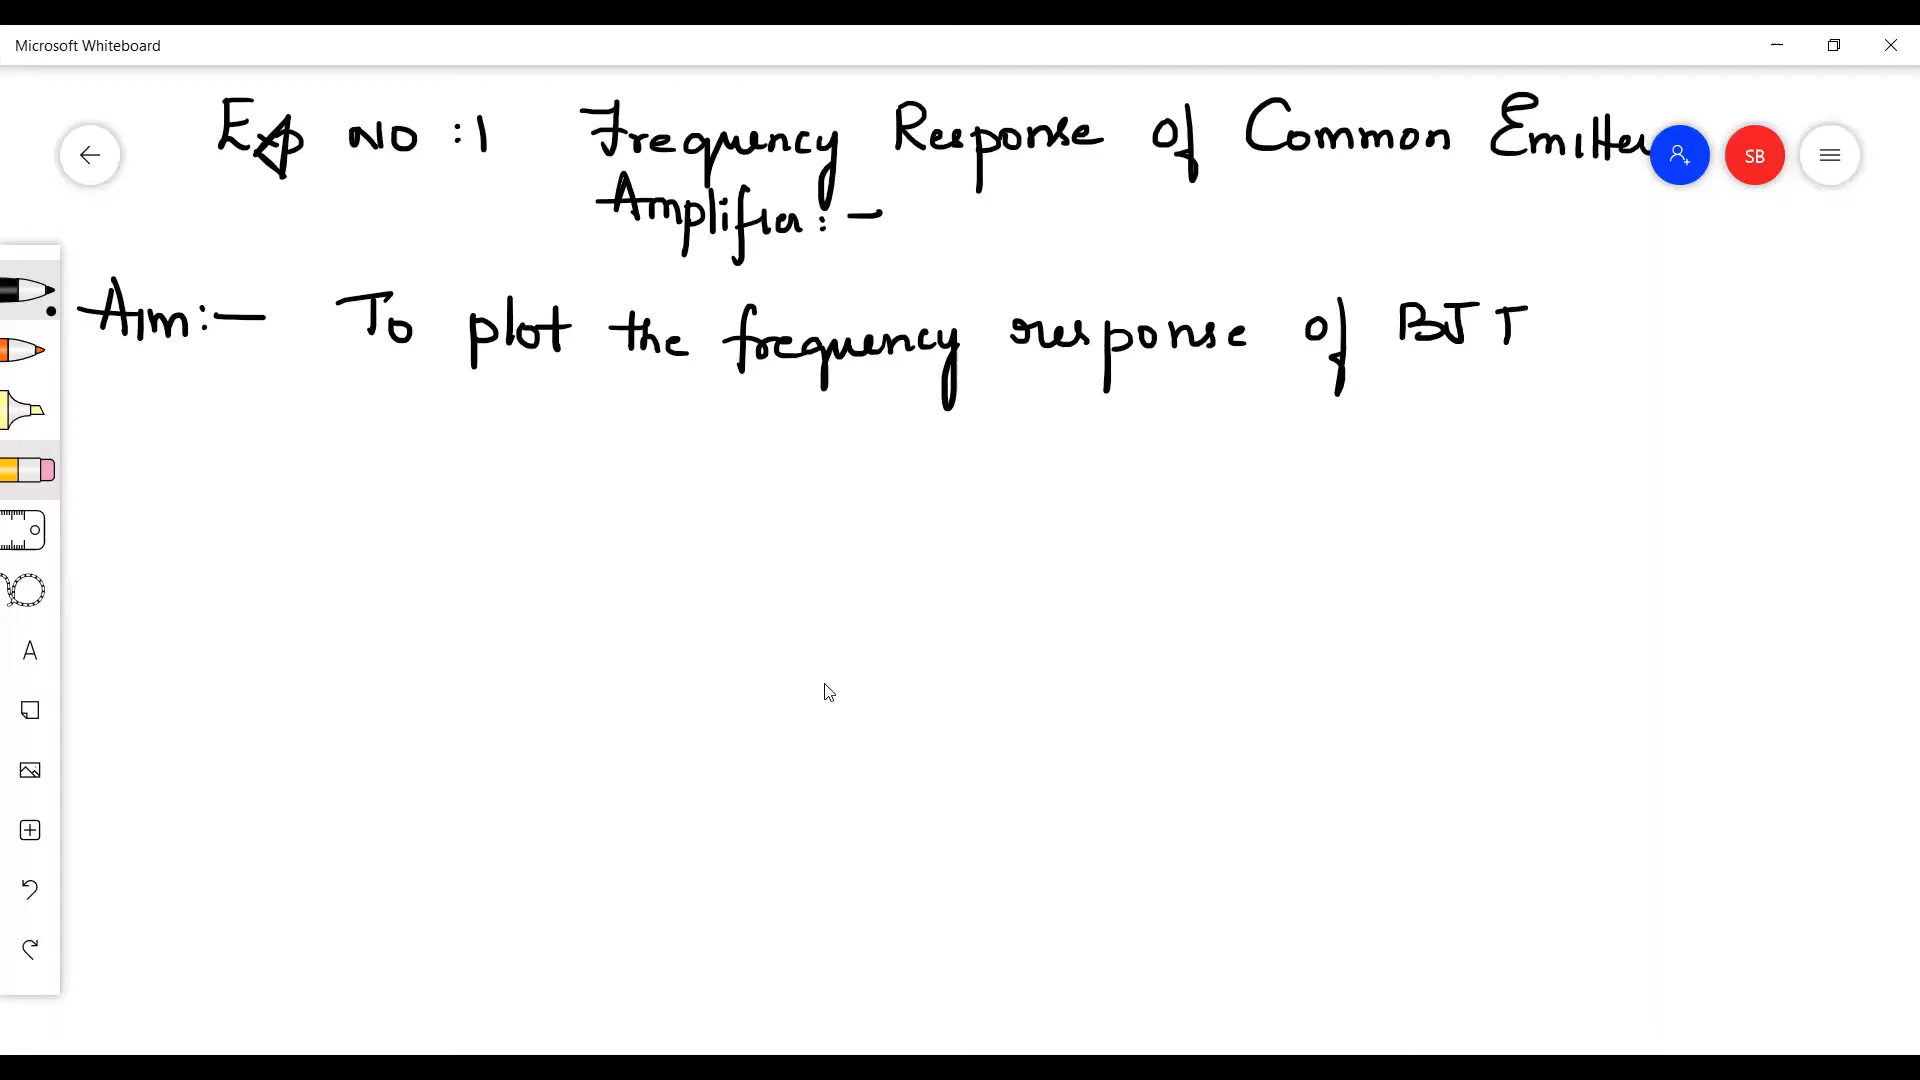 Microsoft Whiteboard
Exp NO : 1 Frequency Response of Common Emitter
Amplifier : -
SB
Aim : - To plot the frequency response of BJT
A